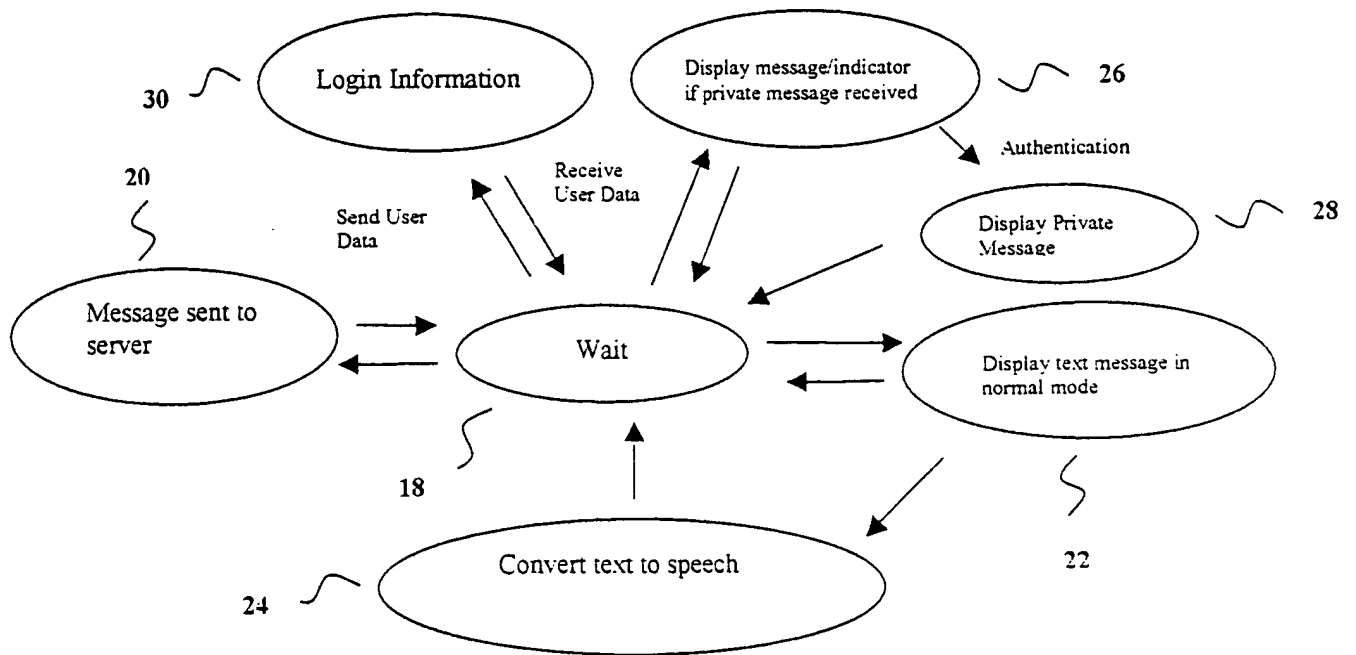 Login Information
Display message/indicator
if private message received
30
26
Authentication
Receive
User Data
20
Send User
Data
28
Display Private
Message
Message sent to
server
Wait
Display text message in
normal mode
18
Convert text to speech
22
24